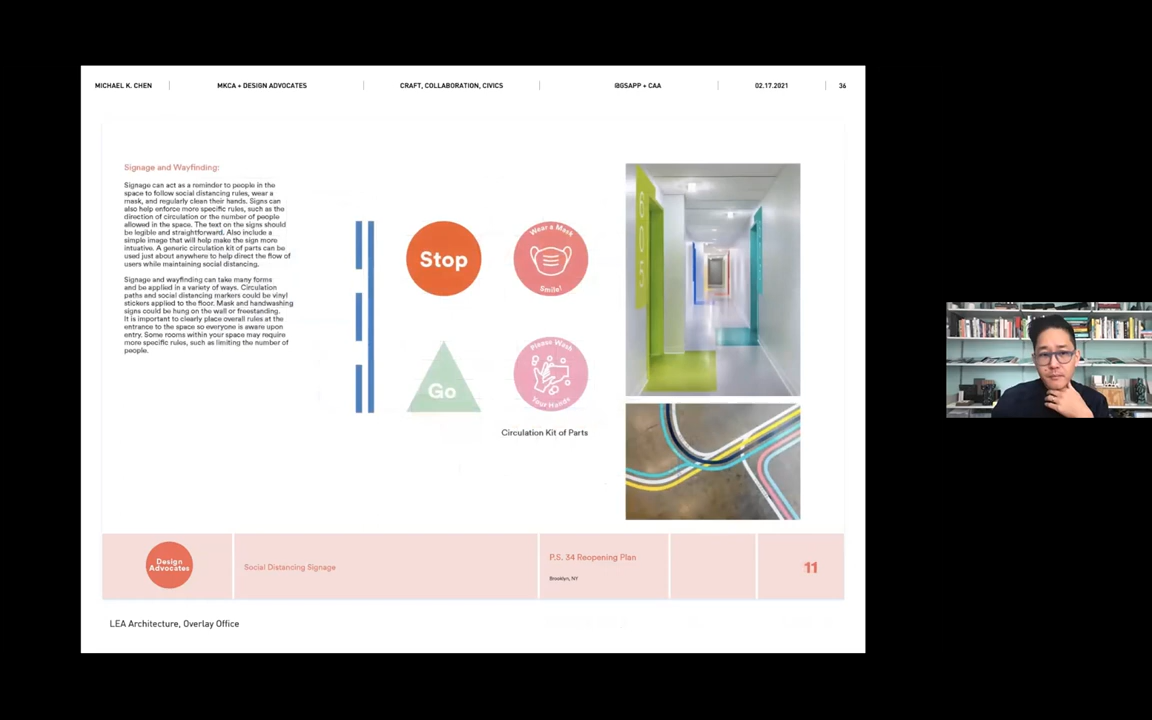 MICHAEL K. CHEN
MKCA + DESIGN ADVOCATES
CRAFT, COLLABORATION, CIVICS
@GSAPP + CAA
02.17.2021
36
Signage and Wayfinding:
Signage can act as a reminder to people in the
space to follow social distancing rules, wear a
mask, and regularly clean their hands. Signs can
also help enforce more specific rules, such as the
direction of circulation or the number of people
allowed in the space. The text on the signs should
be legible and straightforward. Also include a
simple image that will help make the sign more
intuative. A generic circulation kit of parts can be
used just about anywhere to help direct the flow of
users while maintaining social distancing.
Signage and wayfinding can take many forms
and be applied in a variety of ways. Circulation
paths and social distancing markers could be vinyl
stickers applied to the floor. Mask and handwashing
signs could be hung on the wall or freestanding.
It is important to clearly place overall rules at the
entrance to the space so everyone is aware upon
entry. Some rooms within your space may require
more specific rules, such as limiting the number of
people.
Stop
Wear a Mask
Smile!
Go
Please Wash
Your Hands
Circulation Kit of Parts
Design
Advocates
Social Distancing Signage
P.S. 34 Reopening Plan
Brooklyn, NY
11
LEA Architecture, Overlay Office